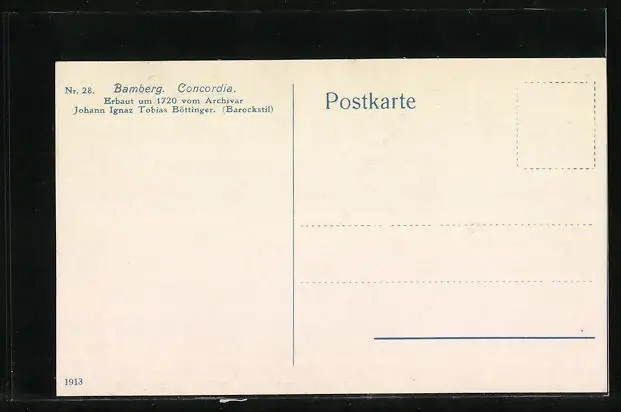 Nr. 28. Bamberg. Concordia.
Erbaut um 1720 vom Archivar
Johann Ignaz Tobias Böttinger. (Barockstil)
Postkarte
1913